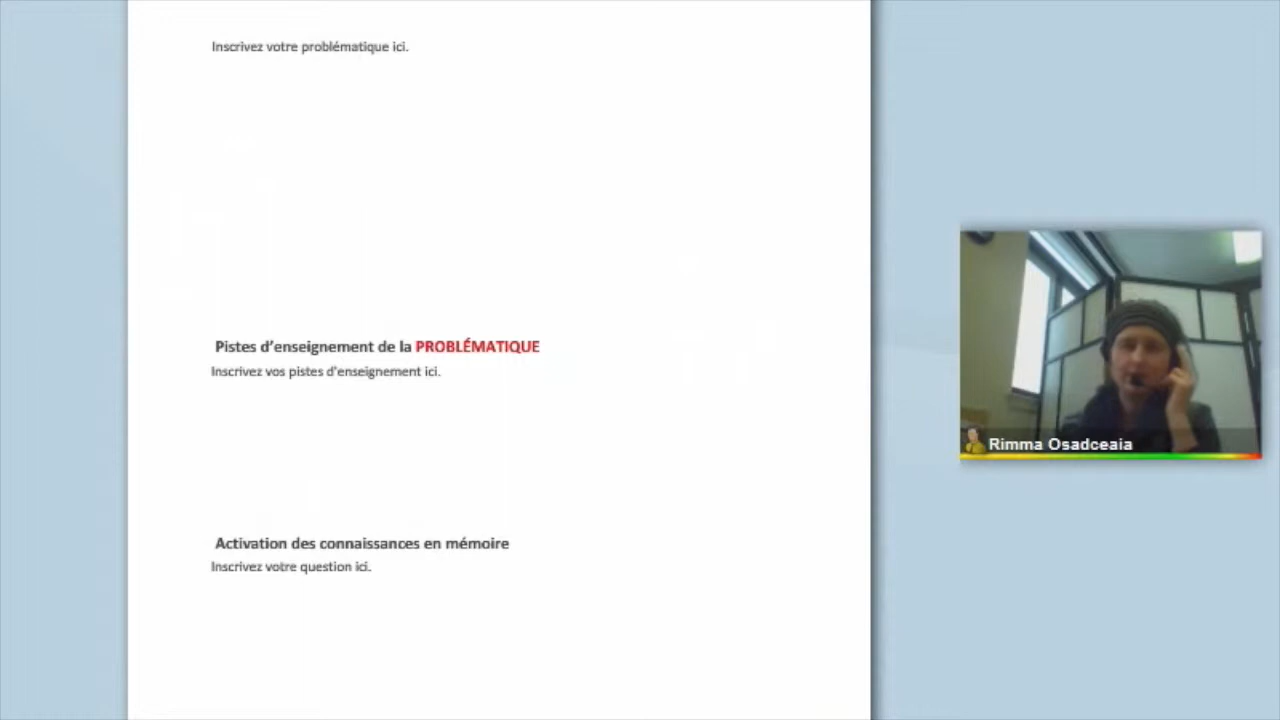 Inscrivez votre problématique ici.
Pistes d’enseignement de la PROBLÉMATIQUE
Inscrivez vos pistes d'enseignement ici.
Activation des connaissances en mémoire
Inscrivez votre question ici.
Rimma Osadceaia